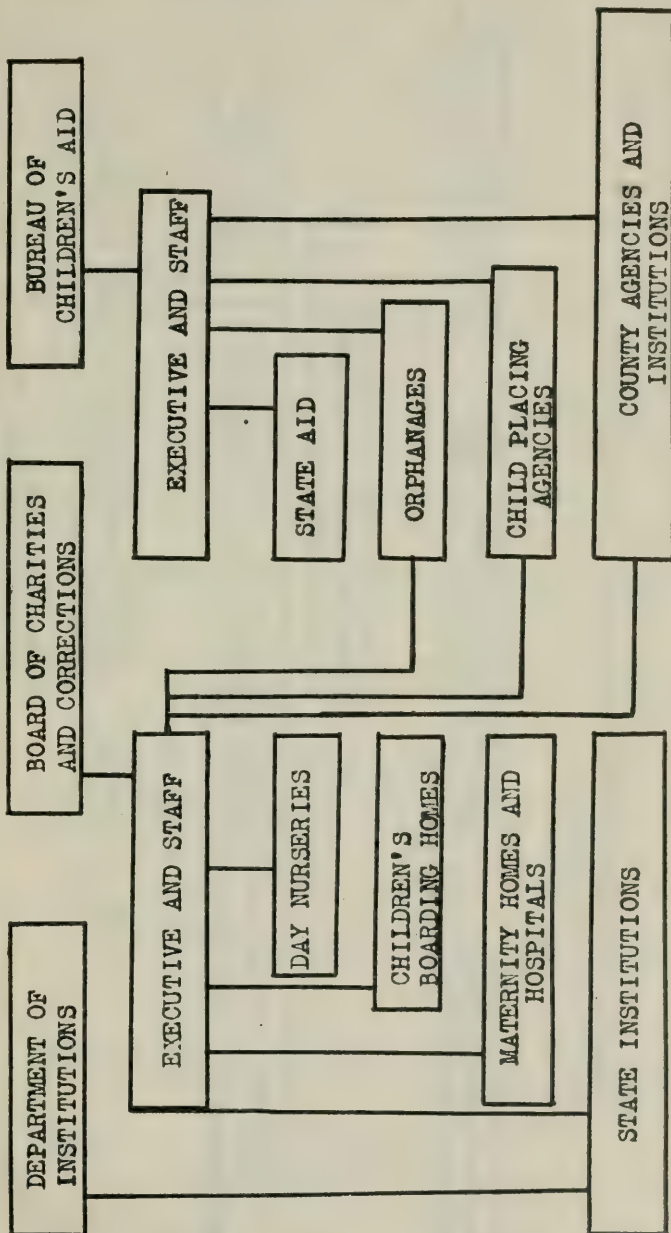 DEPARTMENT OF
INSTITUTIONS
BOARD OF CHARITIES
AND CORRECTIONS
BUREAU OF
CHILDREN'S AID
EXECUTIVE AND STAFF
EXECUTIVE AND STAFF
DAY NURSERIES
STATE AID
CHILDREN'S
BOARDING HOMES
ORPHANAGES
MATERNITY HOMES AND
HOSPITALS
CHILD PLACING
AGENCIES
STATE INSTITUTIONS
COUNTY AGENCIES AND
INSTITUTIONS